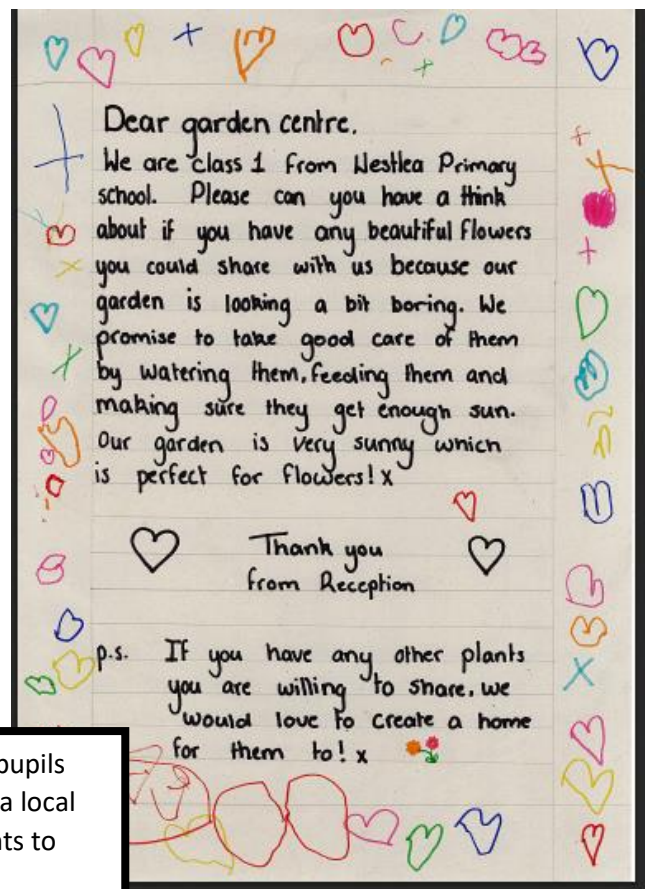 Dear garden centre.
We are class 1 from Westlea Primary
school. Please can you have a think
about if you have any beautiful flowers
you could share with us because our
garden is looking a bit boring. We
promise to take good care of them
by watering them, feeding them and
making sure they get enough sun.
Our garden is very sunny which
is perfect for flowers! x
Thank you
from Reception
p.s. If you have any other plants
you are willing to share, we
would love to create a home
for them to! x
pupils
a local
to